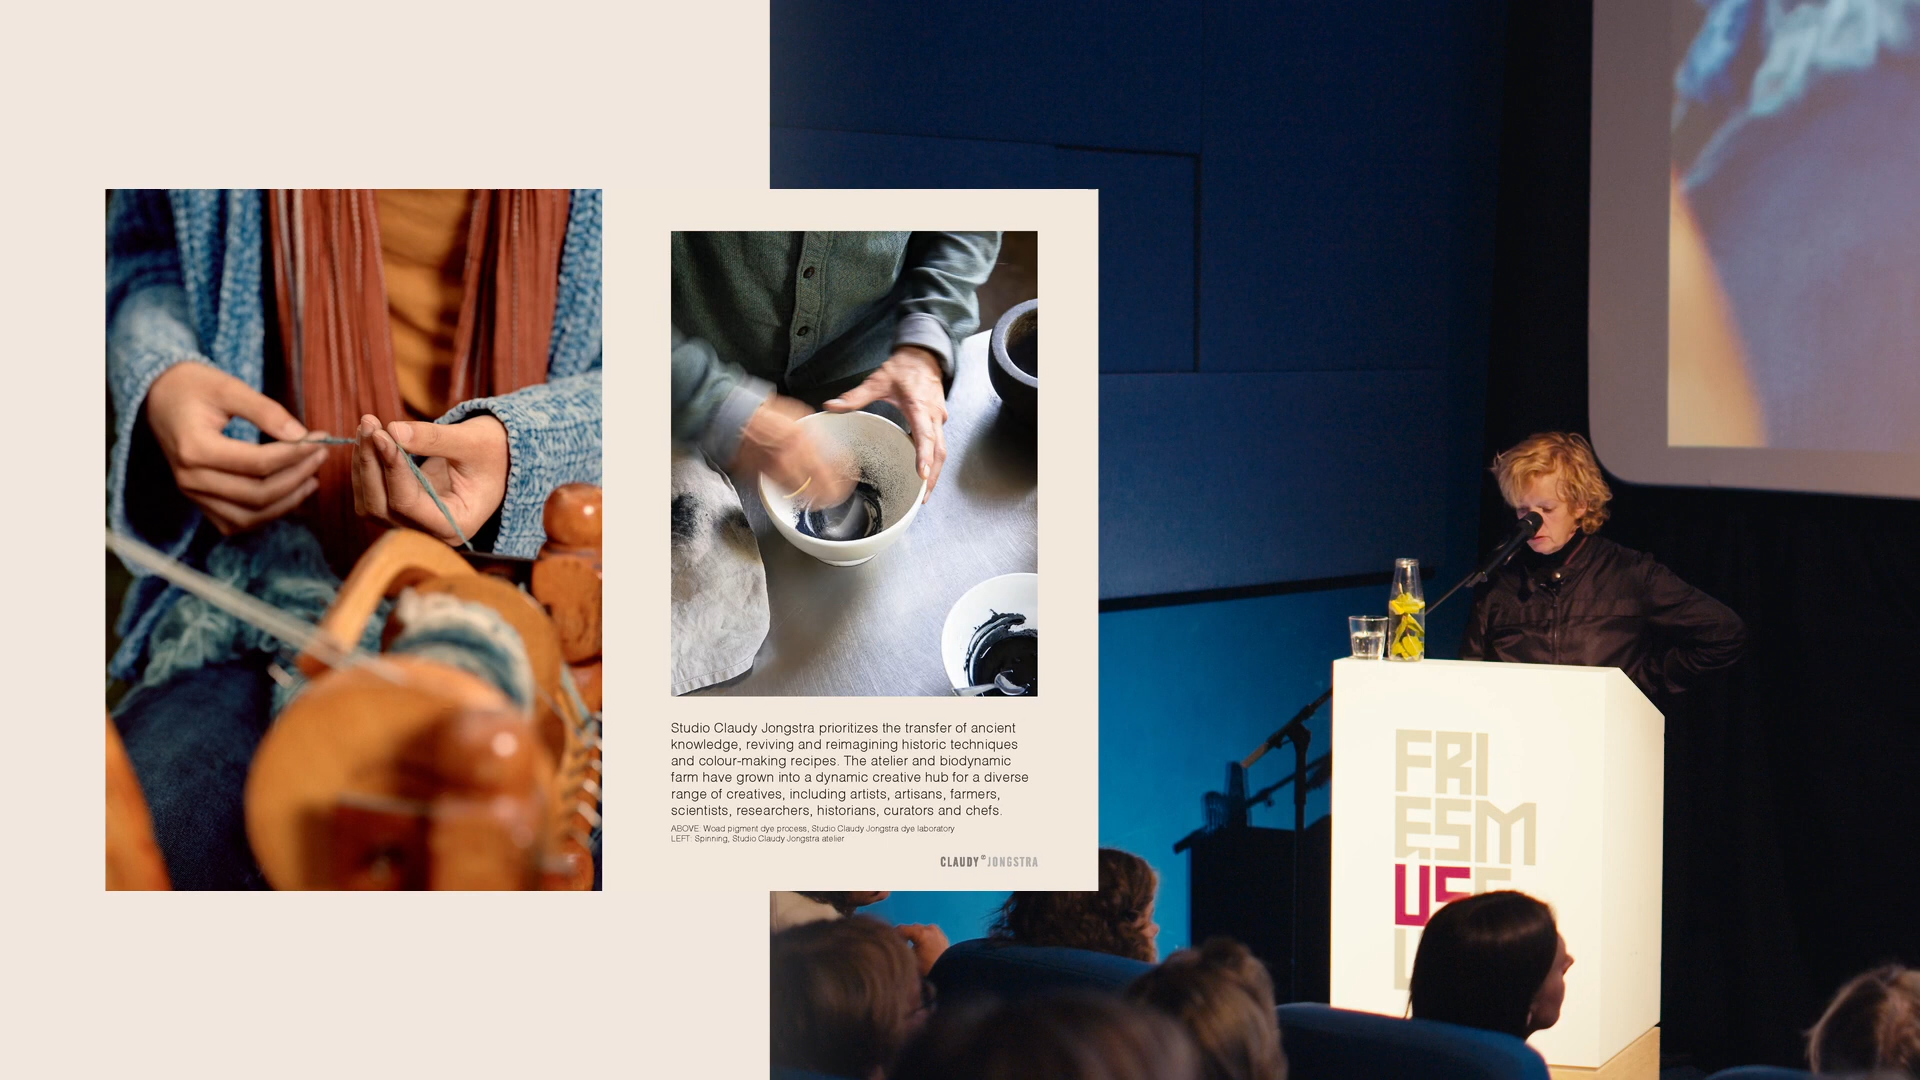 Studio Claudy Jongstra prioritizes the transfer of ancient
knowledge, reviving and reimagining historic techniques
and colour-making recipes. The atelier and biodynamic
farm have grown into a dynamic creative hub for a diverse
range of creatives, including artists, artisans, farmers,
scientists, researchers, historians, curators and chefs.
ABOVE: Woad pigment dye process, Studio Claudy Jongstra dye laboratory
LEFT: Spinning, Studio Claudy Jongstra atelier
CLAUDY® JONGSTRA
FRI
ESM
US